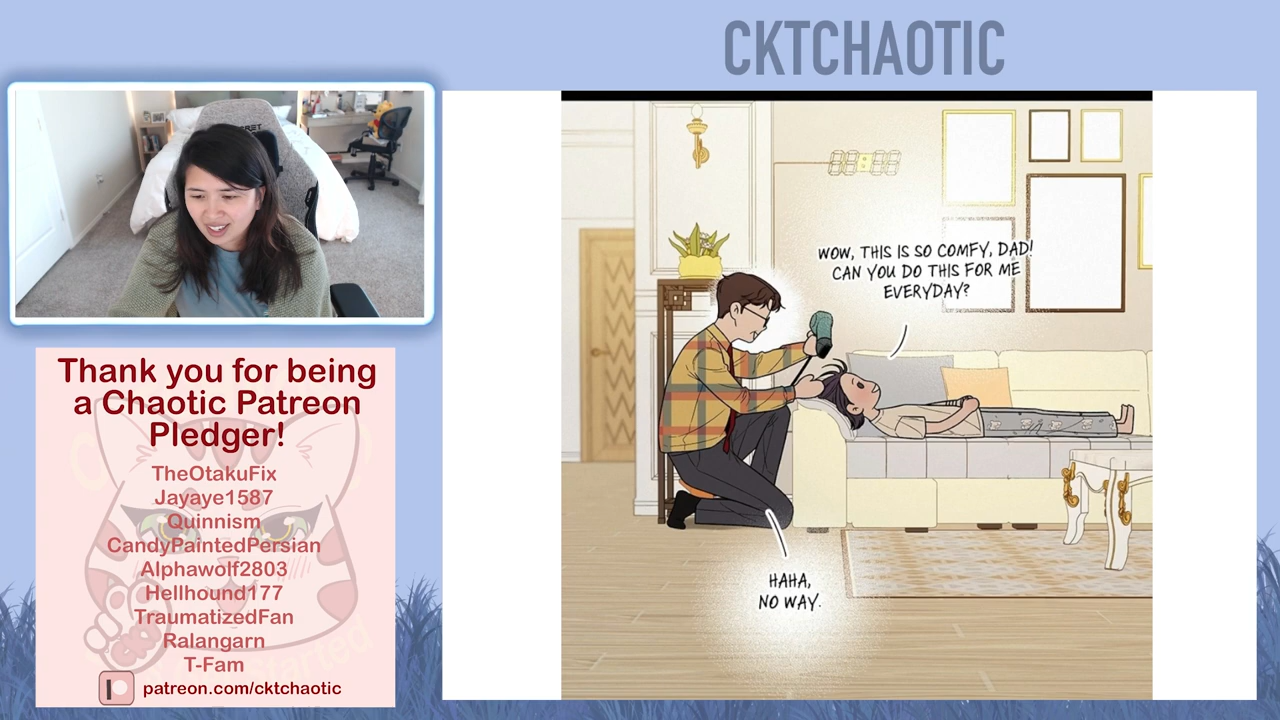 CKTCHAOTIC
Thank you for being
a Chaotic Patreon
Pledger!
TheOtakuFix
Jayaye1587
Quinnism
CandyPaintedPersian
Alphawolf2803
Hellhound177
TraumatizedFan
Ralangarn
T-Fam
patreon.com/cktchaotic
WOW, THIS IS SO COMFY, DAD!
CAN YOU DO THIS FOR ME
EVERYDAY?
HAHA,
NO WAY.